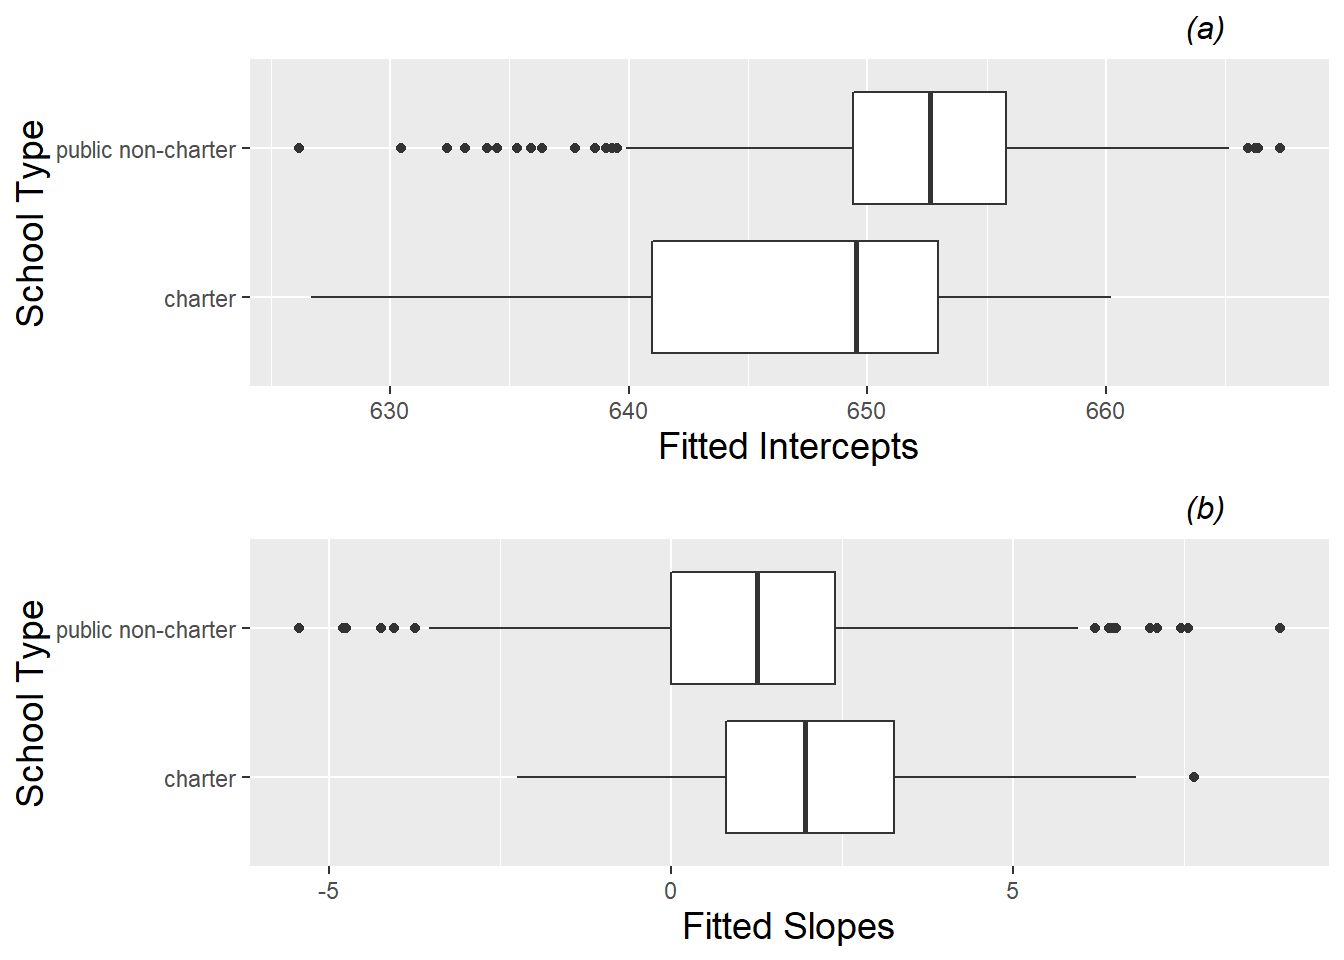 (a)
School Type
public non-charter
charter
630 640 650 660
Fitted Intercepts
(b)
School Type
public non-charter
charter
-5 0 5
Fitted Slopes